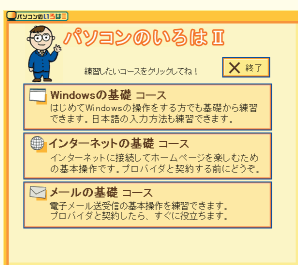 パソコンのいろはⅡ
パソコンのいろはⅡ
練習したいコースをクリックしてね！
終了
Windowsの基礎 コース
はじめてWindowsの操作をする方でも基礎から練習
できます。日本語の入力方法も練習できます。
インターネットの基礎 コース
インターネットに接続してホームページを楽しむため
の基本操作です。プロバイダと契約する前にどうぞ。
メールの基礎 コース
電子メール送受信の基本操作を練習できます。
プロバイダと契約したら、すぐに役立ちます。